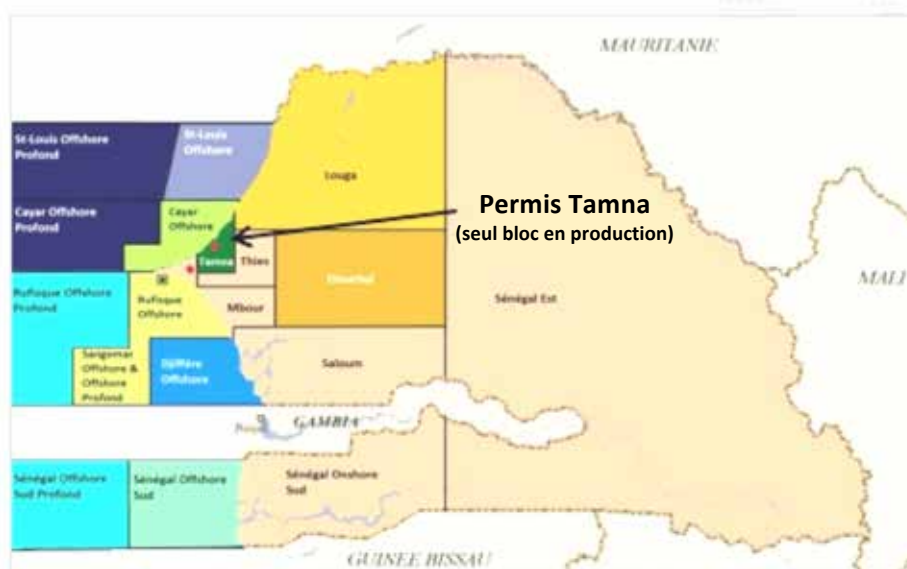 MAURITANIE
St-Louis Offshore
Profond
St-Louis
Offshore
Louga
Cayar Offshore
Profond
Cayar
Offshore
Permis Tamna
(seul bloc en production)
Tamna
Thies
MALI
Rufisque Offshore
Profond
Rufisque
Offshore
Mbour
Diourbel
Sénégal Est
Sangomar
Offshore &
Offshore
Profond
Djiffère
Offshore
Saloum
GAMBIA
Sénégal Offshore
Sud Profond
Sénégal Offshore
Sud
Sénégal Onshore
Sud
GUINEE BISSAU